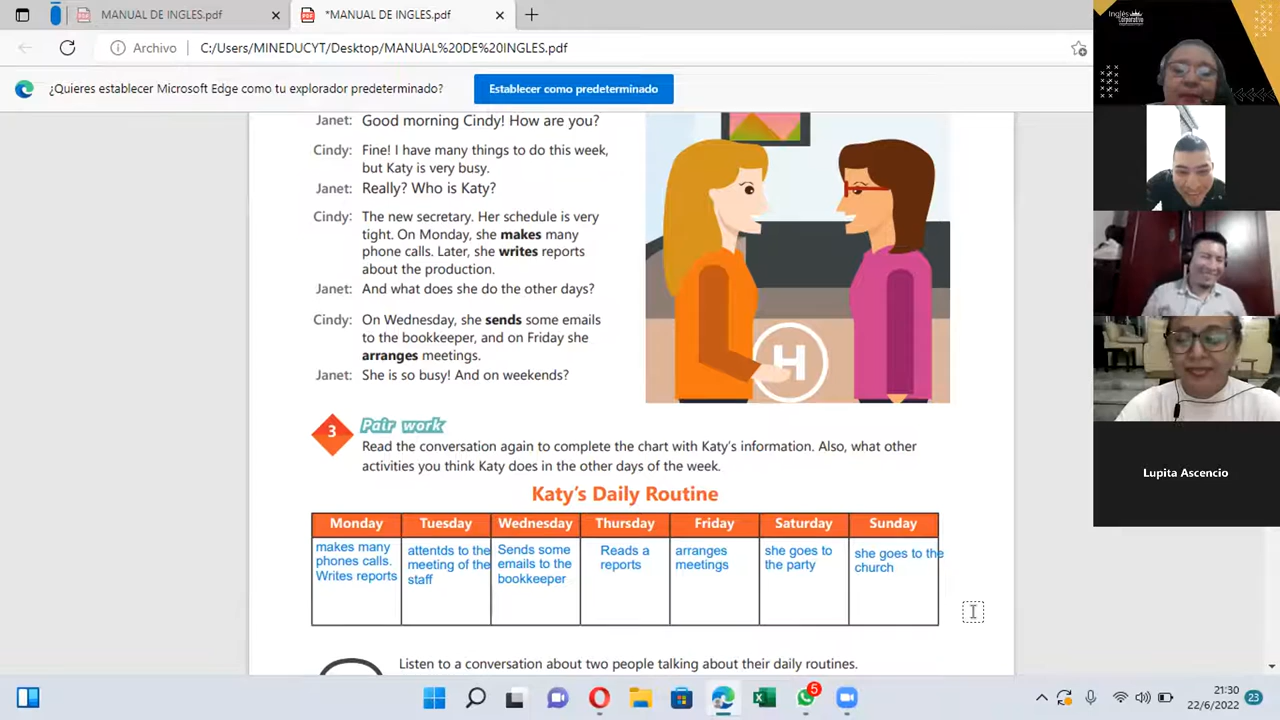 MANUAL DE INGLES.pdf
*MANUAL DE INGLES.pdf
Archivo
C:/Users/MINEDUCYT/Desktop/MANUAL%20DE%20INGLES.pdf
¿Quieres establecer Microsoft Edge como tu explorador predeterminado?
Establecer como predeterminado
Janet: Good morning Cindy! How are you?
Cindy: Fine! I have many things to do this week,
but Katy is very busy.
Janet: Really? Who is Katy?
Cindy: The new secretary. Her schedule is very
tight. On Monday, she makes many
phone calls. Later, she writes reports
about the production.
Janet: And what does she do the other days?
Cindy: On Wednesday, she sends some emails
to the bookkeeper, and on Friday she
arranges meetings.
Janet: She is so busy! And on weekends?
H
3
Pair work
Read the conversation again to complete the chart with Katy's information. Also, what other
activities you think Katy does in the other days of the week.
Katy's Daily Routine
Monday Tuesday Wednesday Thursday Friday Saturday Sunday
makes many
phones calls.
Writes reports
attentds to the
meeting of the
staff
Sends some
emails to the
bookkeeper
Reads a
reports
arranges
meetings
she goes to
the party
she goes to the
church
Listen to a conversation about two people talking about their daily routines.
Inglés
Corporativo
Lupita Ascencio
5
21:30
22/6/2022
23